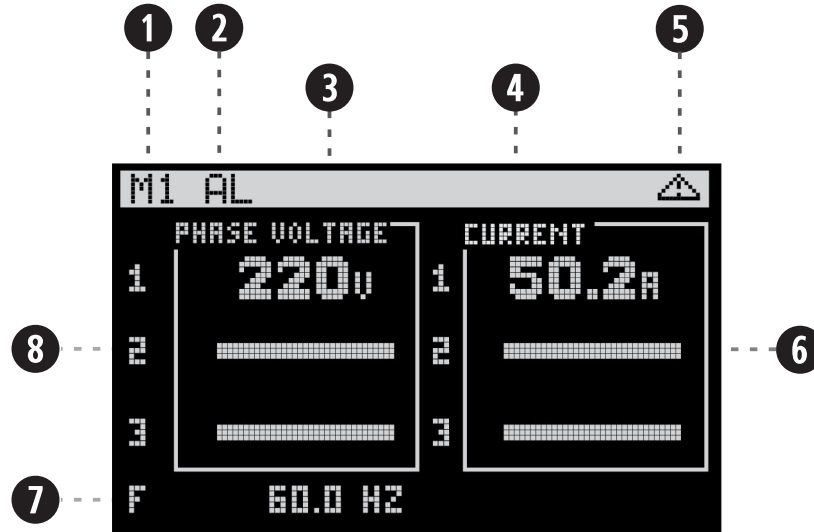 1 2 5
3 4
M1 AL
PHASE VOLTAGE CURRENT
1 220V 1 50.2A
8 2 2 6
3 3
7 F 60.0 HZ